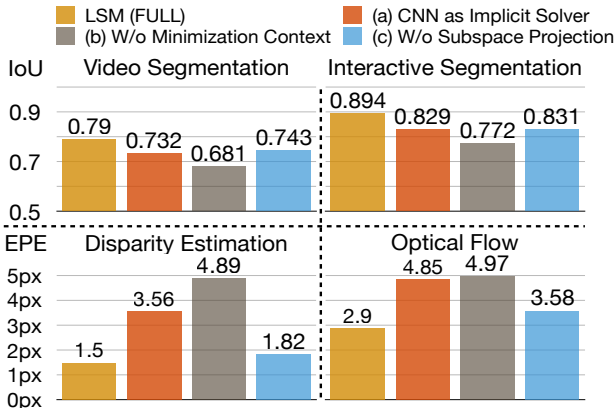 LSM (FULL) (a) CNN as Implicit Solver
(b) W/o Minimization Context (c) W/o Subspace Projection
IoU Video Segmentation Interactive Segmentation
0.9
0.7
0.5
0.79 0.732 0.681 0.743
0.894 0.829 0.772 0.831
EPE Disparity Estimation Optical Flow
5px
4px
3px
2px
1px
0px
1.5 3.56 4.89 1.82
2.9 4.85 4.97 3.58